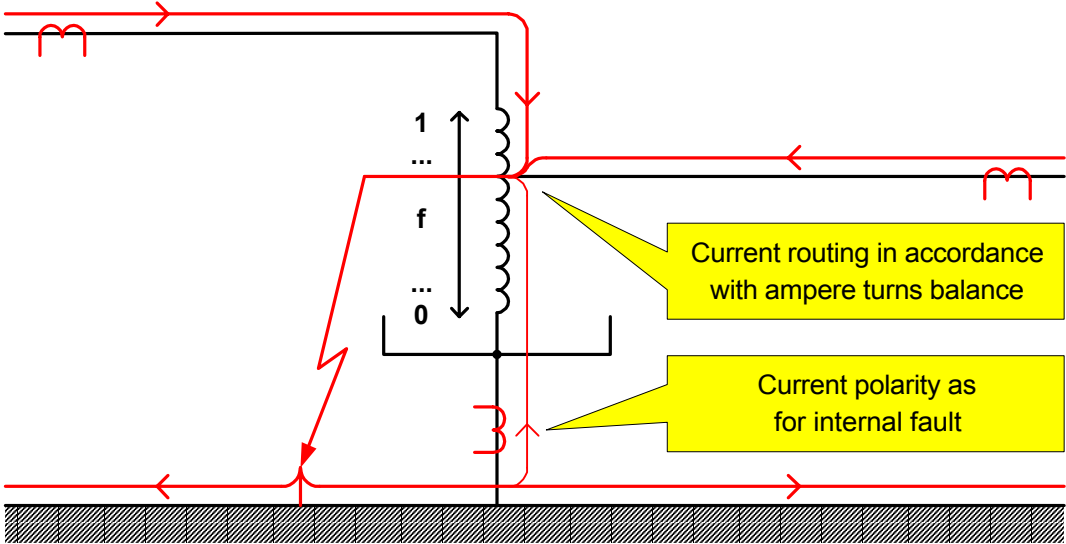 1
...
f
...
0
Current routing in accordance
with ampere turns balance
Current polarity as
for internal fault